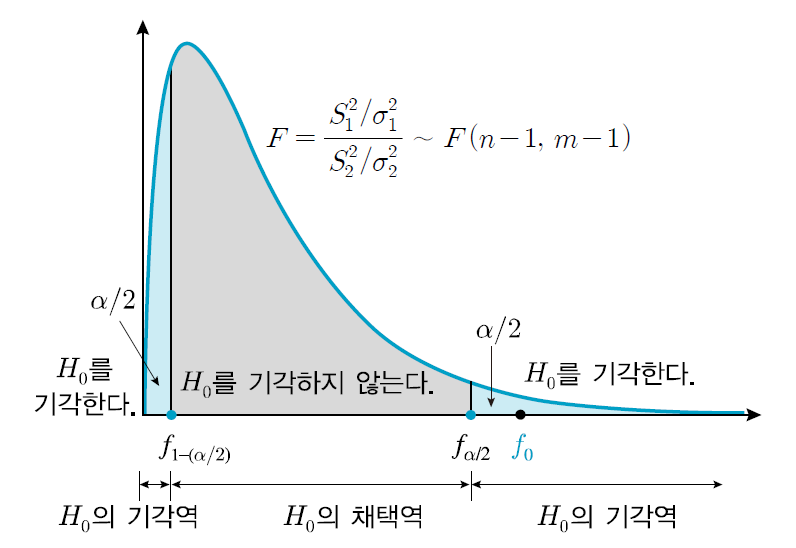 F = \frac{S_1^2/σ_1^2}{S_2^2/σ_2^2} ~ F(n-1, m-1)
α/2
α/2
H_0를
기각한다.
H_0를 기각하지 않는다.
H_0를 기각한다.
f_{1-(α/2)}
f_{α/2}
f_0
H_0의 기각역
H_0의 채택역
H_0의 기각역